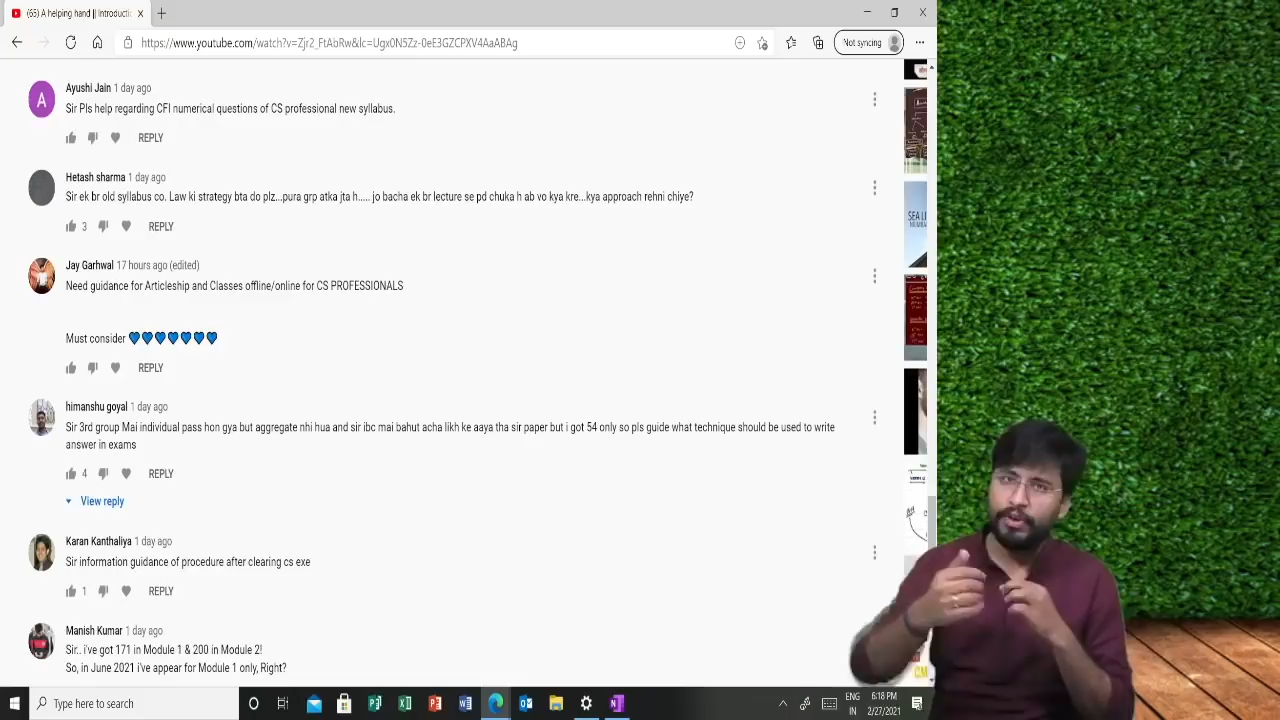 (65) A helping hand || Introductic
https://www.youtube.com/watch?v=Zjr2_FtAbRw&lc=Ugx0N5Zz-0eE3GZCPXV4AaABAg
Not syncing
A
Ayushi Jain 1 day ago
Sir Pls help regarding CFI numerical questions of CS professional new syllabus.
REPLY
Hetash sharma 1 day ago
Sir ek br old syllabus co. Law ki strategy bta do plz...pura grp atka jta h..... jo bacha ek br lecture se pd chuka h ab vo kya kre...kya approach rehni chiye?
3 REPLY
SEA LI
Jay Garhwal 17 hours ago (edited)
Need guidance for Articleship and Classes offline/online for CS PROFESSIONALS
Must consider 💙💙💙💙💙💙💙
REPLY
himanshu goyal 1 day ago
Sir 3rd group Mai individual pass hon gya but aggregate nhi hua and sir ibc mai bahut acha likh ke aaya tha sir paper but i got 54 only so pls guide what technique should be used to write
answer in exams
4 REPLY
View reply
Karan Kanthaliya 1 day ago
Sir information guidance of procedure after clearing cs exe
1 REPLY
Manish Kumar 1 day ago
Sir.. i've got 171 in Module 1 & 200 in Module 2!
So, in June 2021 i've appear for Module 1 only, Right?
Type here to search
ENG
IN
6:18 PM
2/27/2021